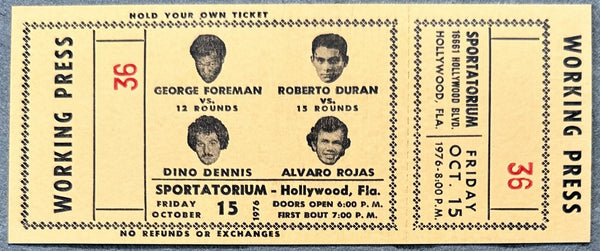 HOLD YOUR OWN TICKET
WORKING PRESS
36
GEORGE FOREMAN
VS.
12 ROUNDS
DINO DENNIS
ROBERTO DURAN
VS.
15 ROUNDS
ALVARO ROJAS
SPORTATORIUM - Hollywood, Fla.
FRIDAY
OCTOBER 15 1976
DOORS OPEN 6:00 P.M.
FIRST BOUT 7:00 P.M.
NO REFUNDS OR EXCHANGES
SPORTATORIUM
16661 HOLLYWOOD BLVD.
HOLLYWOOD, FLA.
FRIDAY
OCT. 15
1976-8:00 P.M.
36
WORKING PRESS